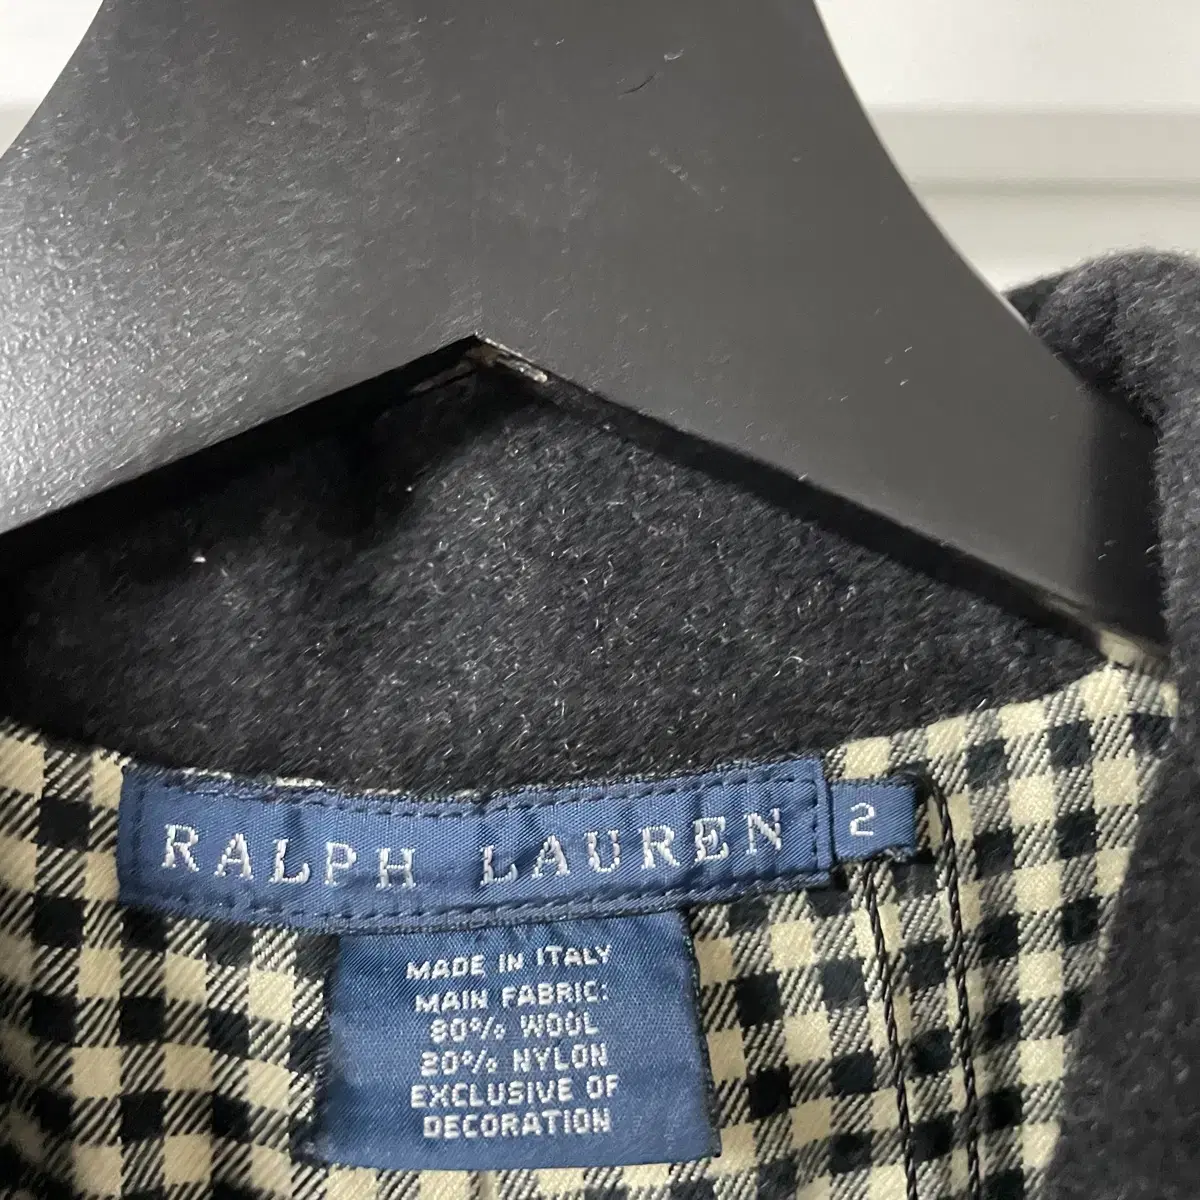 RALPH LAUREN
2
MADE IN ITALY
MAIN FABRIC:
80% WOOL
20% NYLON
EXCLUSIVE OF
DECORATION